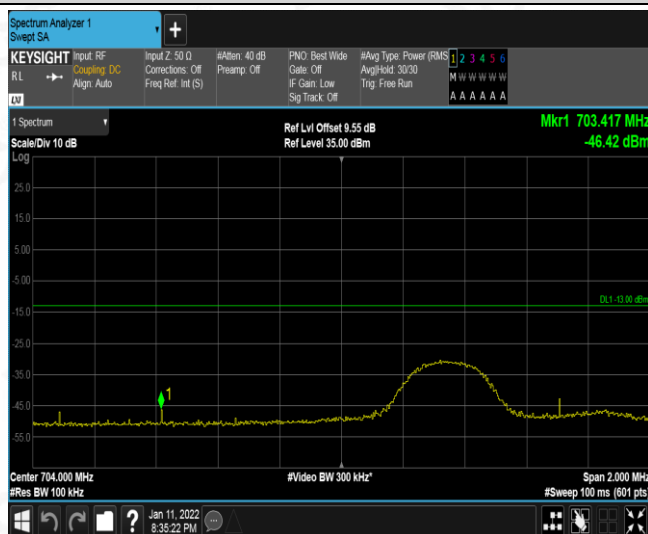 Spectrum Analyzer 1
Swept SA
+
KEYSIGHT
R L
Input: RF
Coupling: DC
Align: Auto
Input Z: 50 Ω
Corrections: Off
Freq Ref: Int (S)
#Atten: 40 dB
Preamp: Off
PNO: Best Wide
Gate: Off
IF Gain: Low
Sig Track: Off
#Avg Type: Power (RMS
Avg|Hold: 30/30
Trig: Free Run
1 2 3 4 5 6
M W W W W W
A A A A A A
1 Spectrum
Scale/Div 10 dB
Ref Lvl Offset 9.55 dB
Ref Level 35.00 dBm
Mkr1 703.417 MHz
-46.42 dBm
Log
25.0
15.0
5.00
-5.00
DL1 -13.00 dBm
-15.0
-25.0
-35.0
1
-45.0
-55.0
Center 704.000 MHz
#Res BW 100 kHz
#Video BW 300 kHz*
Span 2.000 MHz
#Sweep 100 ms (601 pts)
?
Jan 11, 2022
8:35:22 PM